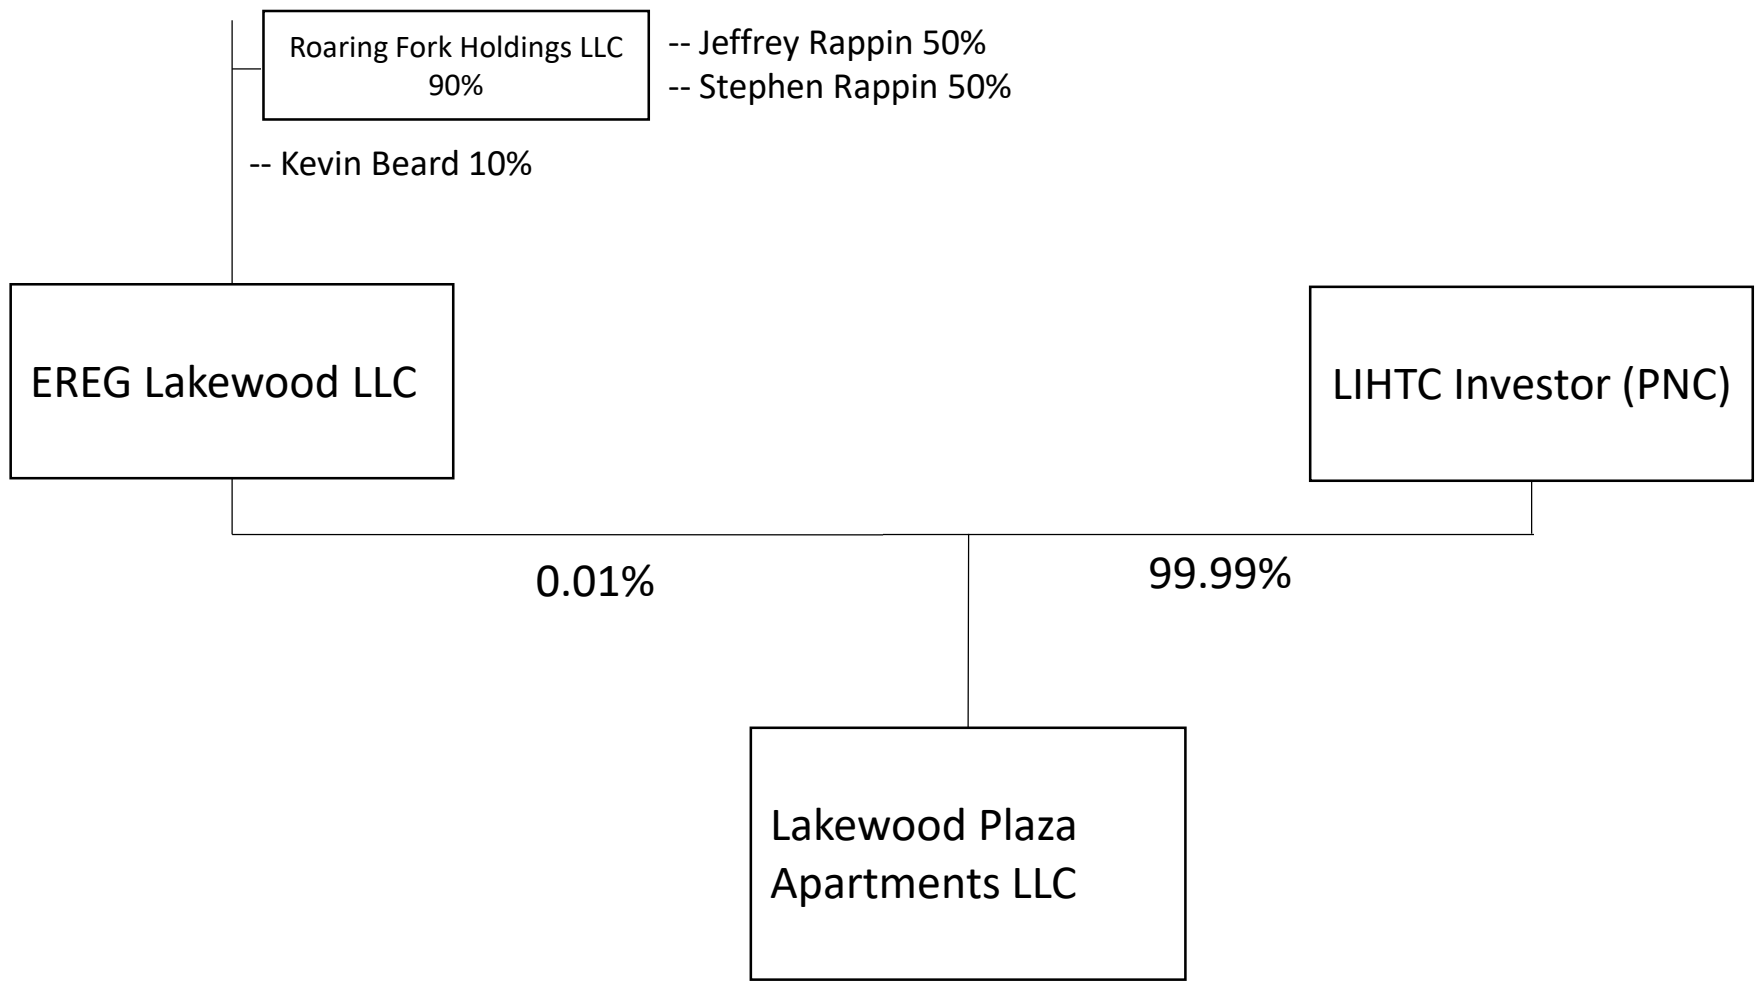 Roaring Fork Holdings LLC
90%
-- Jeffrey Rappin 50%
-- Stephen Rappin 50%
-- Kevin Beard 10%
EREG Lakewood LLC
LIHTC Investor (PNC)
0.01%
99.99%
Lakewood Plaza
Apartments LLC